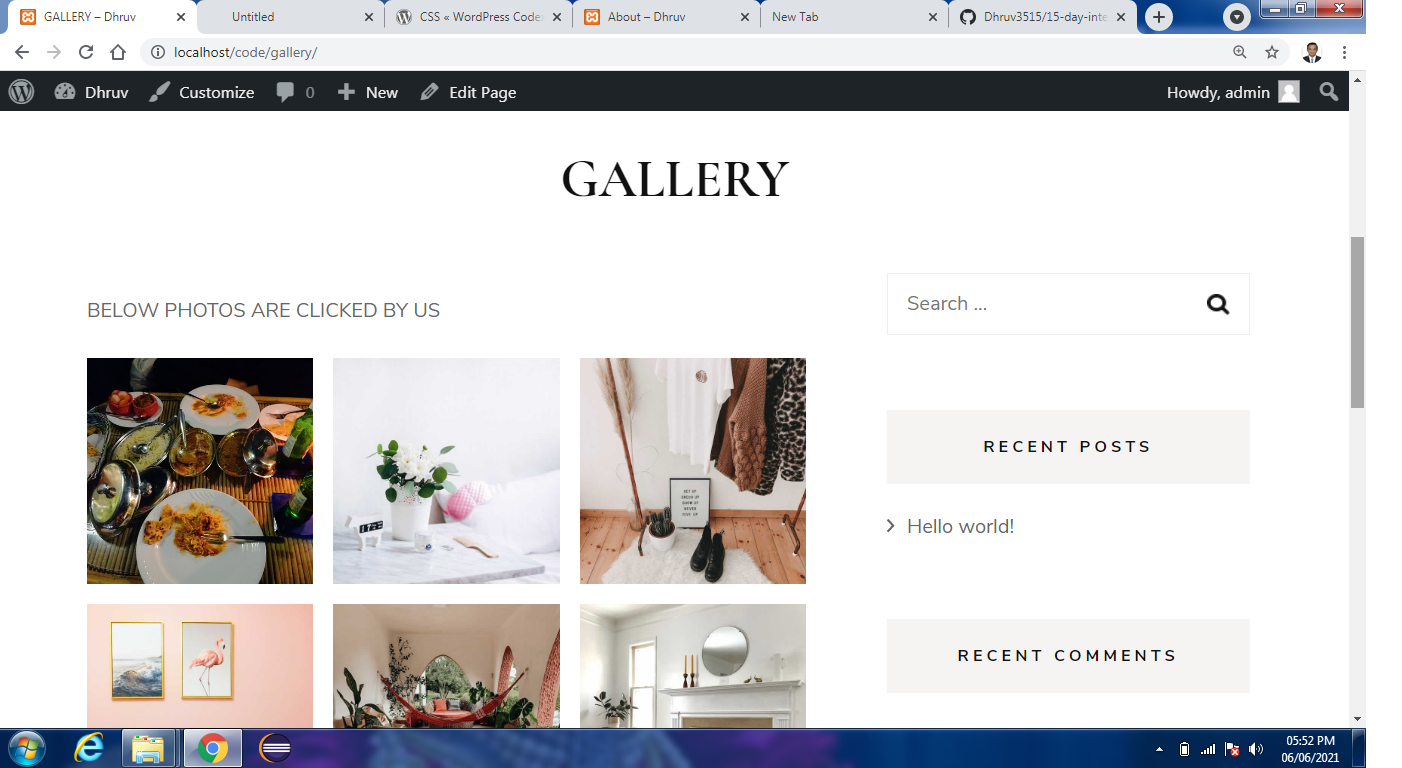 GALLERY – Dhruv
Untitled
CSS « WordPress Code
About – Dhruv
New Tab
Dhruv3515/15-day-inte
localhost/code/gallery/
Dhruv
Customize
0
New
Edit Page
Howdy, admin
GALLERY
Search ...
BELOW PHOTOS ARE CLICKED BY US
RECENT POSTS
Hello world!
RECENT COMMENTS
05:52 PM
06/06/2021